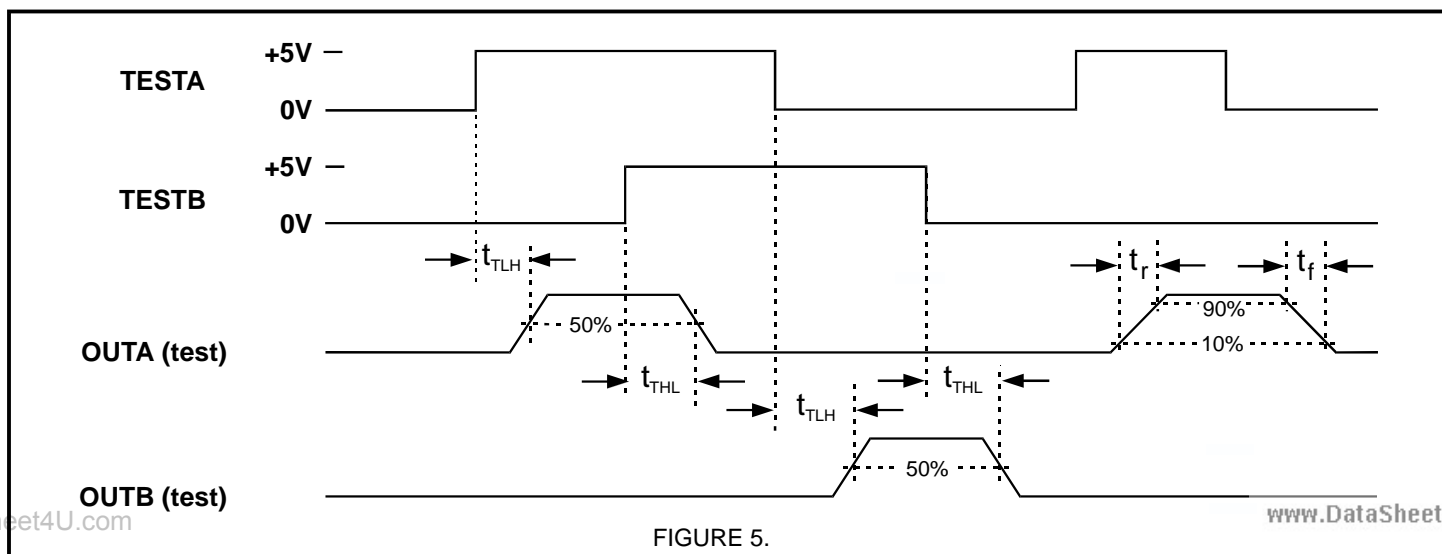 +5V
TESTA
0V
+5V
TESTB
0V
tTLH
tr
tf
90%
50%
OUTA (test)
10%
tTHL
tTHL
tTLH
50%
OUTB (test)
eet4U.com
www.DataSheet
FIGURE 5.